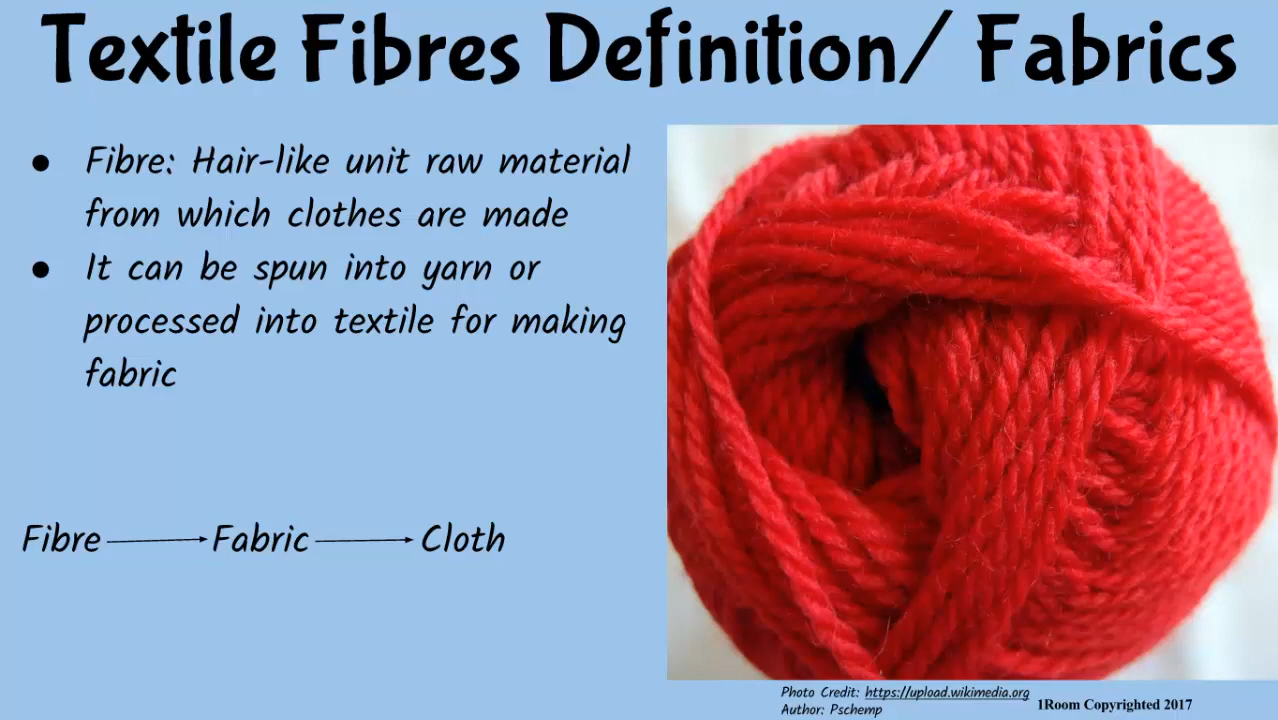 Textile Fibres Definition/ Fabrics
● Fibre: Hair-like unit raw material
from which clothes are made
● It can be spun into yarn or
processed into textile for making
fabric
Fibre → Fabric → Cloth
Photo Credit: https://upload.wikimedia.org
Author: Pschemp
1Room Copyrighted 2017